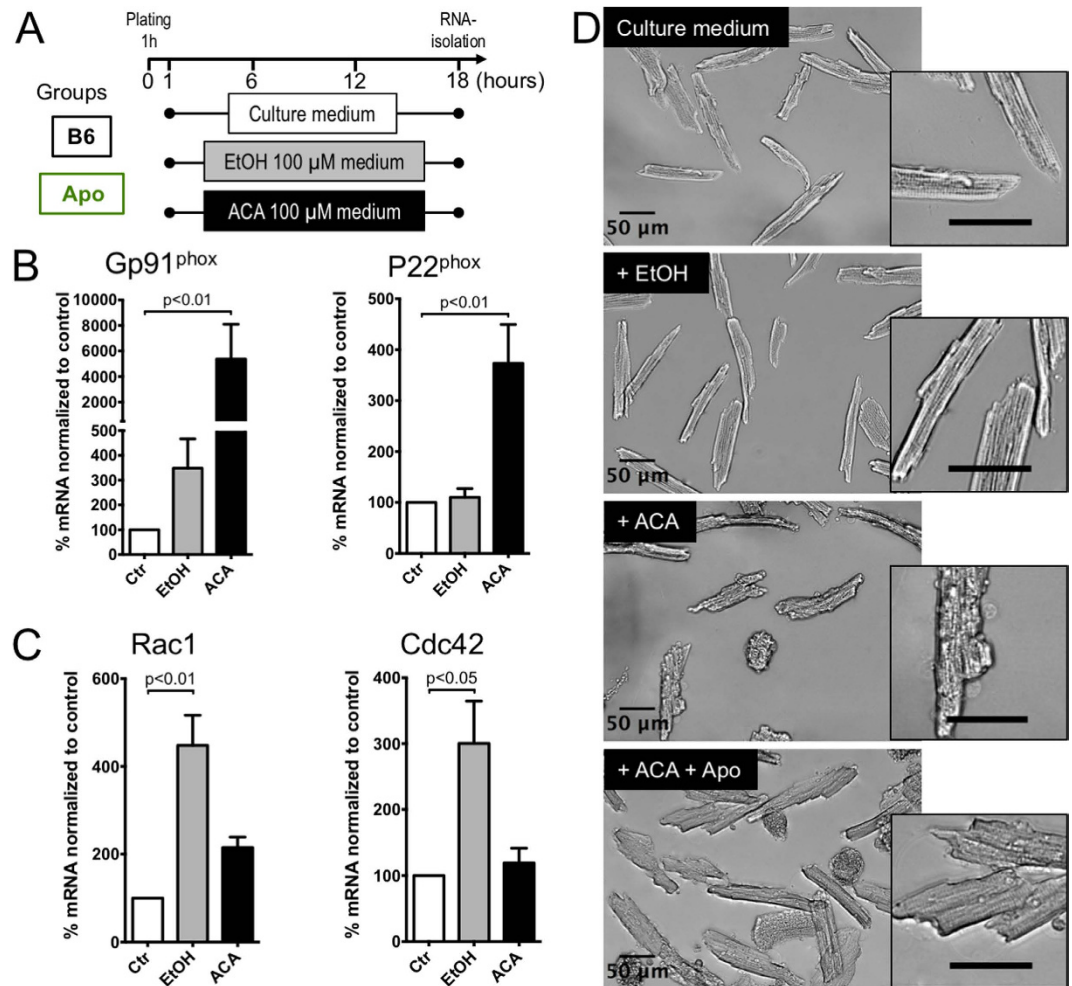 A
Plating
1h
RNA-
isolation
0 1 6 12 18 (hours)
Groups
B6
Apo
Culture medium
EtOH 100 µM medium
ACA 100 µM medium
B
Gp91phox
% mRNA normalized to control
10000
8000
6000
4000
2000
500
400
300
200
100
0
p<0.01
Ctr
EtOH
ACA
P22phox
% mRNA normalized to control
500
400
300
200
100
0
p<0.01
Ctr
EtOH
ACA
C
Rac1
% mRNA normalized to control
600
400
200
0
p<0.01
Ctr
EtOH
ACA
Cdc42
% mRNA normalized to control
400
300
200
100
0
p<0.05
Ctr
EtOH
ACA
D
Culture medium
50 µm
+ EtOH
50 µm
+ ACA
50 µm
+ ACA + Apo
50 µm